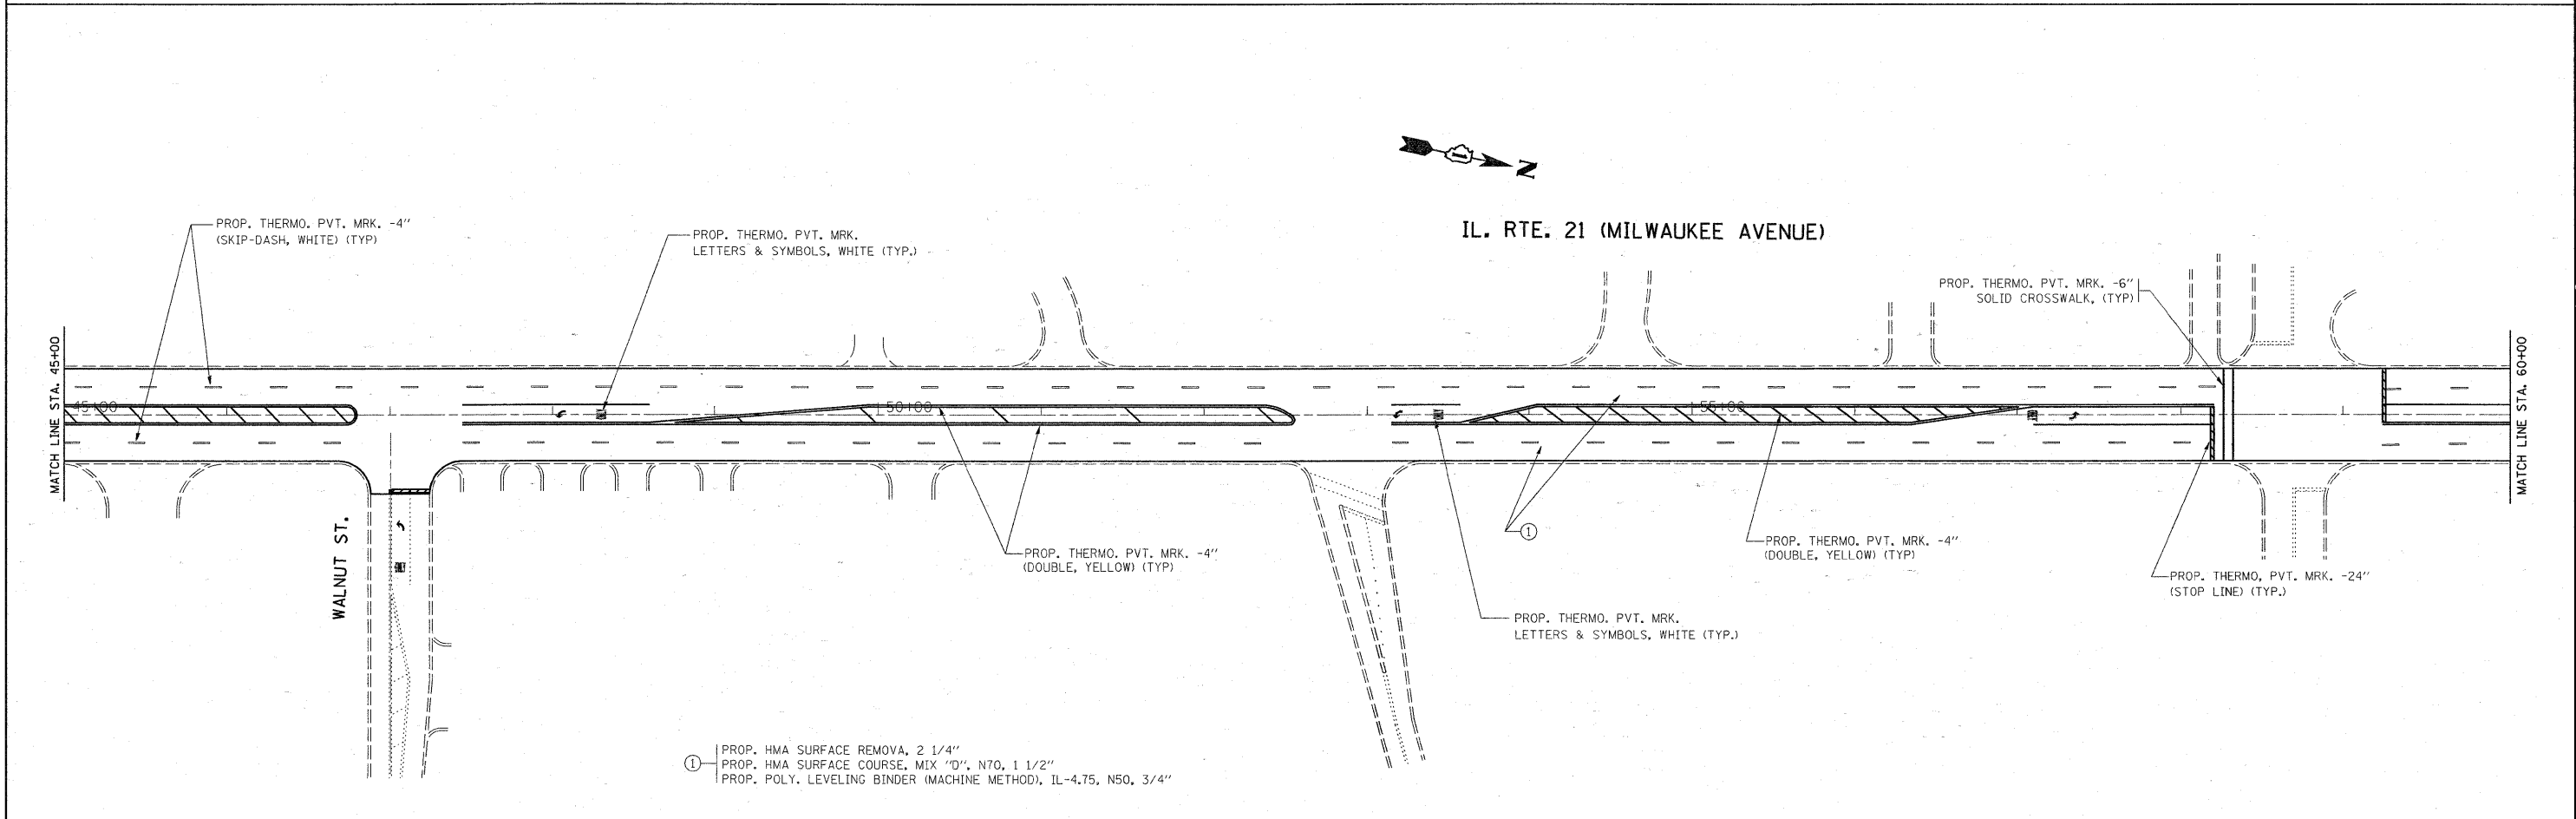 N
IL. RTE. 21 (MILWAUKEE AVENUE)
PROP. THERMO. PVT. MRK. -4"
(SKIP-DASH, WHITE) (TYP)
PROP. THERMO. PVT. MRK.
LETTERS & SYMBOLS, WHITE (TYP.)
PROP. THERMO. PVT. MRK. -6"
SOLID CROSSWALK, (TYP)
MATCH LINE STA. 45+00
45+00
50+00
55+00
MATCH LINE STA. 60+00
WALNUT ST.
PROP. THERMO. PVT. MRK. -4"
(DOUBLE, YELLOW) (TYP)
1
PROP. THERMO. PVT. MRK. -4"
(DOUBLE, YELLOW) (TYP)
PROP. THERMO, PVT. MRK. -24"
(STOP LINE) (TYP.)
PROP. THERMO. PVT. MRK.
LETTERS & SYMBOLS, WHITE (TYP.)
1
PROP. HMA SURFACE REMOVA, 2 1/4"
PROP. HMA SURFACE COURSE, MIX "D", N70, 1 1/2"
PROP. POLY. LEVELING BINDER (MACHINE METHOD), IL-4.75, N50, 3/4"